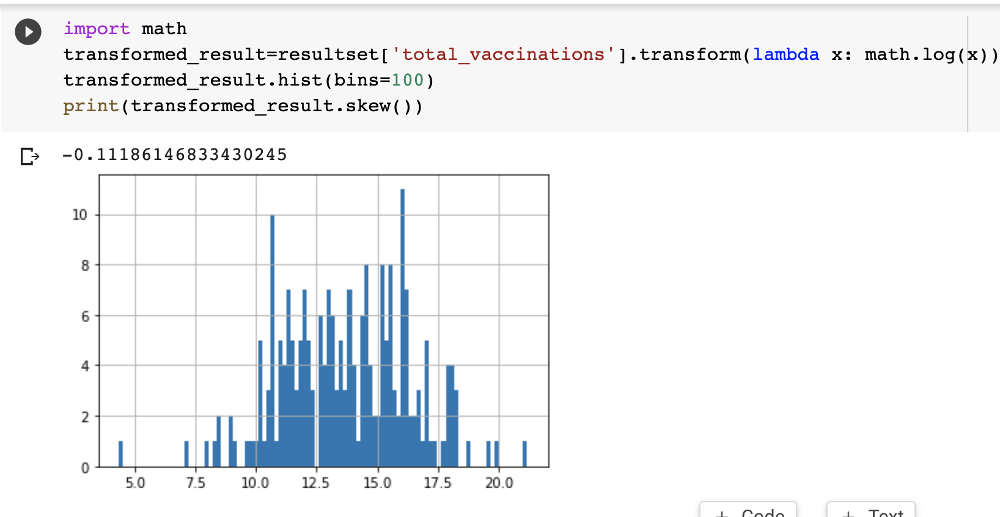 import math
transformed_result=resultset['total_vaccinations'].transform(lambda x: math.log(x))
transformed_result.hist(bins=100)
print(transformed_result.skew())
-0.11186146833430245
10
8
6
4
2
0
5.0 7.5 10.0 12.5 15.0 17.5 20.0
+ Code + Text